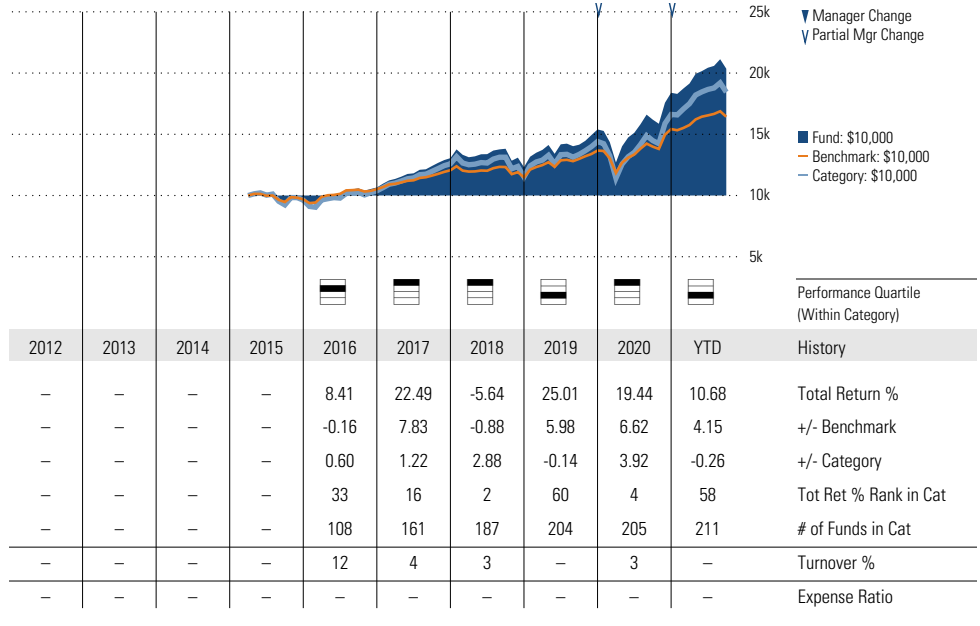 25k
20k
15k
10k
5k
Manager Change
Partial Mgr Change
Fund: $10,000
Benchmark: $10,000
Category: $10,000
Performance Quartile
(Within Category)
2012 2013 2014 2015 2016 2017 2018 2019 2020 YTD History
– – – – 8.41 22.49 -5.64 25.01 19.44 10.68 Total Return %
– – – – -0.16 7.83 -0.88 5.98 6.62 4.15 +/- Benchmark
– – – – 0.60 1.22 2.88 -0.14 3.92 -0.26 +/- Category
– – – – 33 16 2 60 4 58 Tot Ret % Rank in Cat
– – – – 108 161 187 204 205 211 # of Funds in Cat
– – – – 12 4 3 – 3 – Turnover %
– – – – – – – – – – Expense Ratio